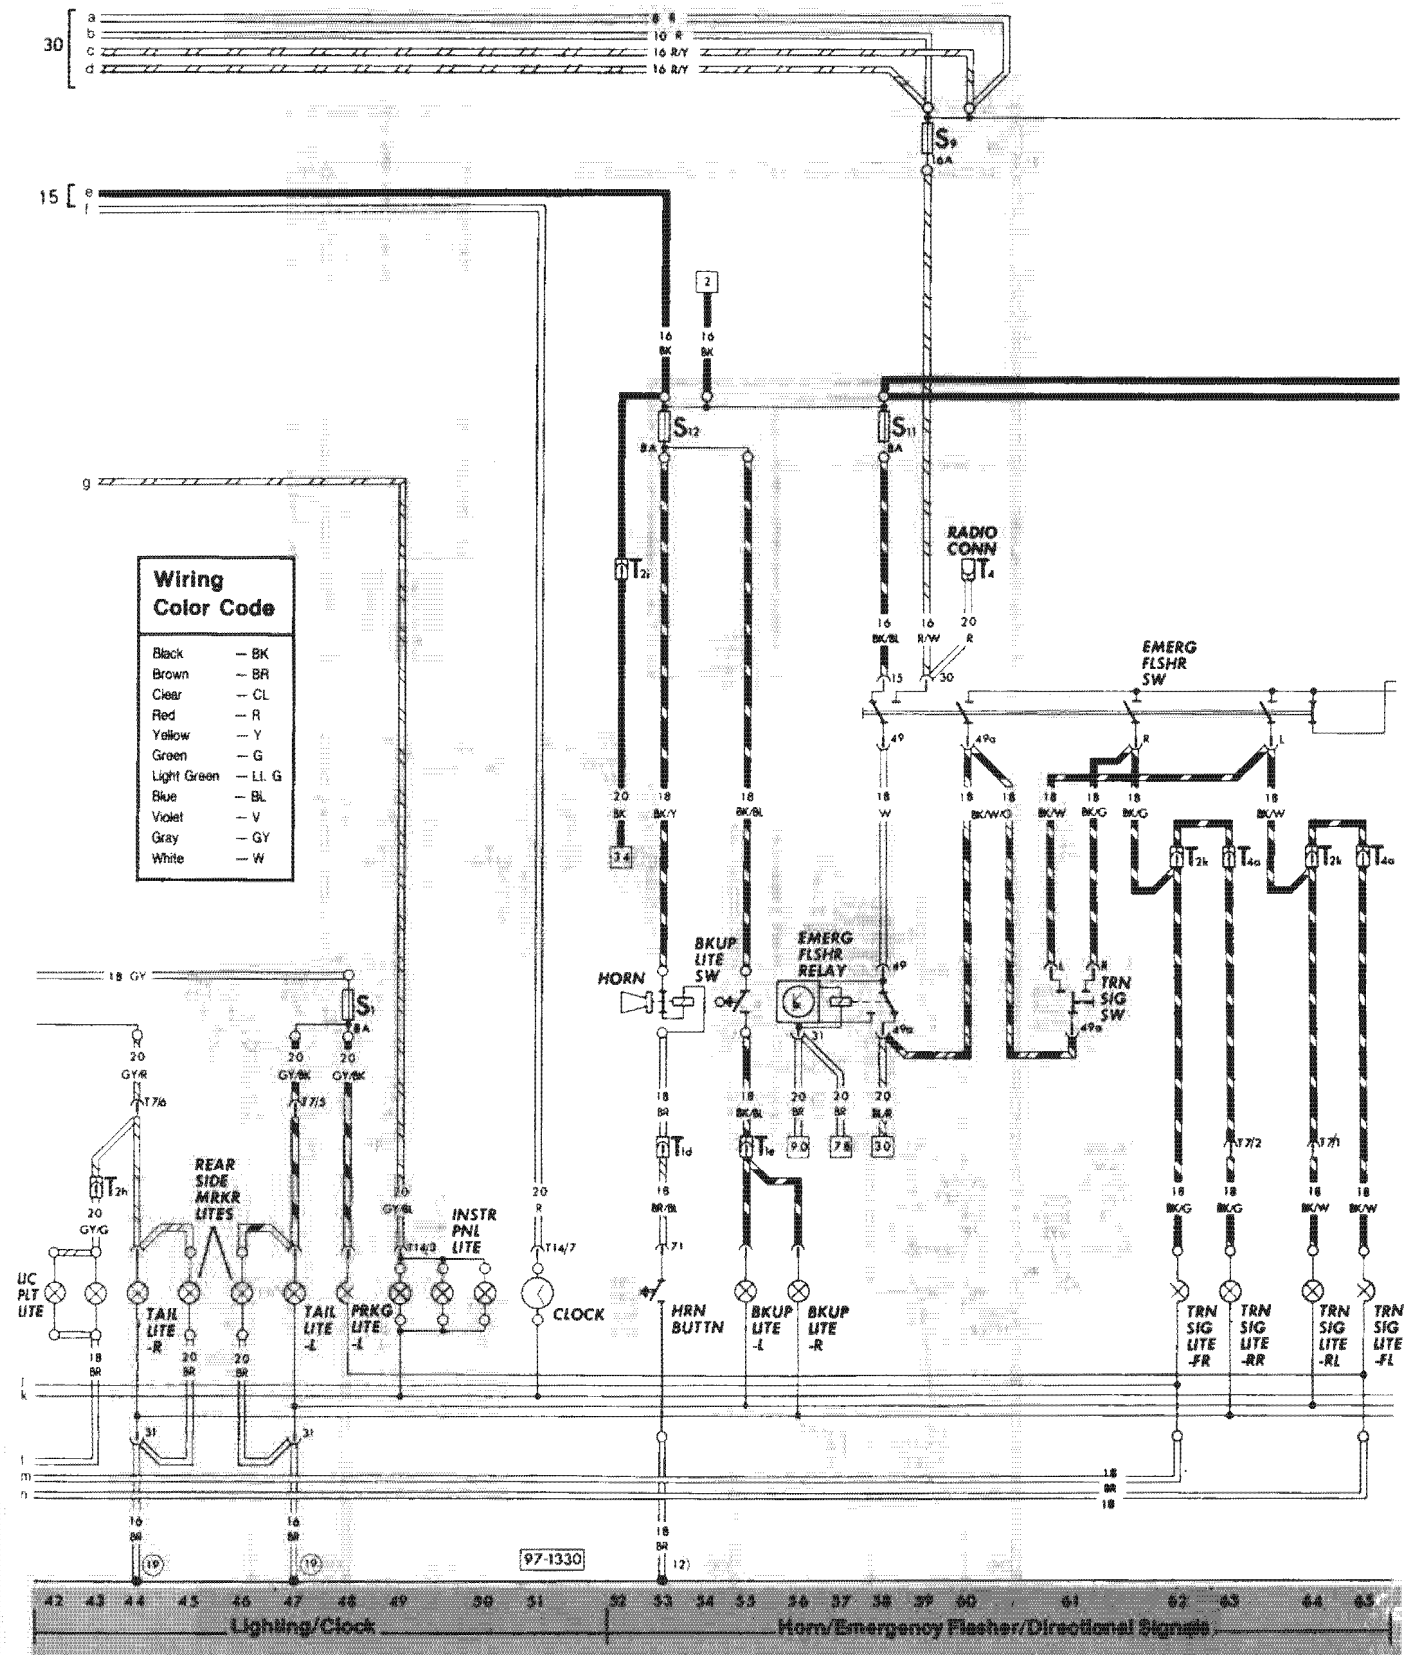 30
a
8 R
b
10 R
c
16 R/Y
d
16 R/Y
S9
16A
15
e
f
2
16
BK
16
BK
S12
8A
S11
8A
g
Wiring
Color Code
Black — BK
Brown — BR
Clear — CL
Red — R
Yellow — Y
Green — G
Light Green — LI. G
Blue — BL
Violet — V
Gray — GY
White — W
T2i
RADIO
CONN
T4
16
BK/BL
16
R/W
20
R
15
30
EMERG
FLSHR
SW
49
49a
R
L
20
BK
34
18
BK/Y
18
BK/BL
18
W
18
18
BK/W/G
18
BK/W
18
BK/G
18
BK/G
18
BK/W
T2k
T4a
T2k
T4a
18 GY
S1
8A
HORN
BKUP
LITE
SW
EMERG
FLSHR
RELAY
49
49a
31
L
R
TRN
SIG
SW
49a
20
GY/R
20
GY/BK
20
GY/BK
T7/6
T7/5
18
BR
18
BK/BL
20
BR
20
BR
20
BL/R
90
78
30
T1d
T1e
T7/2
T7/1
T2h
20
GY/G
REAR
SIDE
MRKR
LITES
20
GY/BL
INSTR
PNL
LITE
20
R
18
BR/BL
18
BK/G
18
BK/G
18
BK/W
18
BK/W
T14/3
T14/7
71
LIC
PLT
LITE
TAIL
LITE
-R
TAIL
LITE
-L
PRKG
LITE
-L
CLOCK
HRN
BUTTN
BKUP
LITE
-L
BKUP
LITE
-R
TRN
SIG
LITE
-FR
TRN
SIG
LITE
-RR
TRN
SIG
LITE
-RL
TRN
SIG
LITE
-FL
18
BR
20
BR
20
BR
k
31
31
m
n
18
BR
18
16
BR
16
BR
18
BR
19
19
97-1330
12)
42 43 44 45 46 47 48 49 50 51 52 53 54 55 56 57 58 59 60 61 62 63 64 65
Lighting/Clock
Horn/Emergency Flasher/Directional Signals